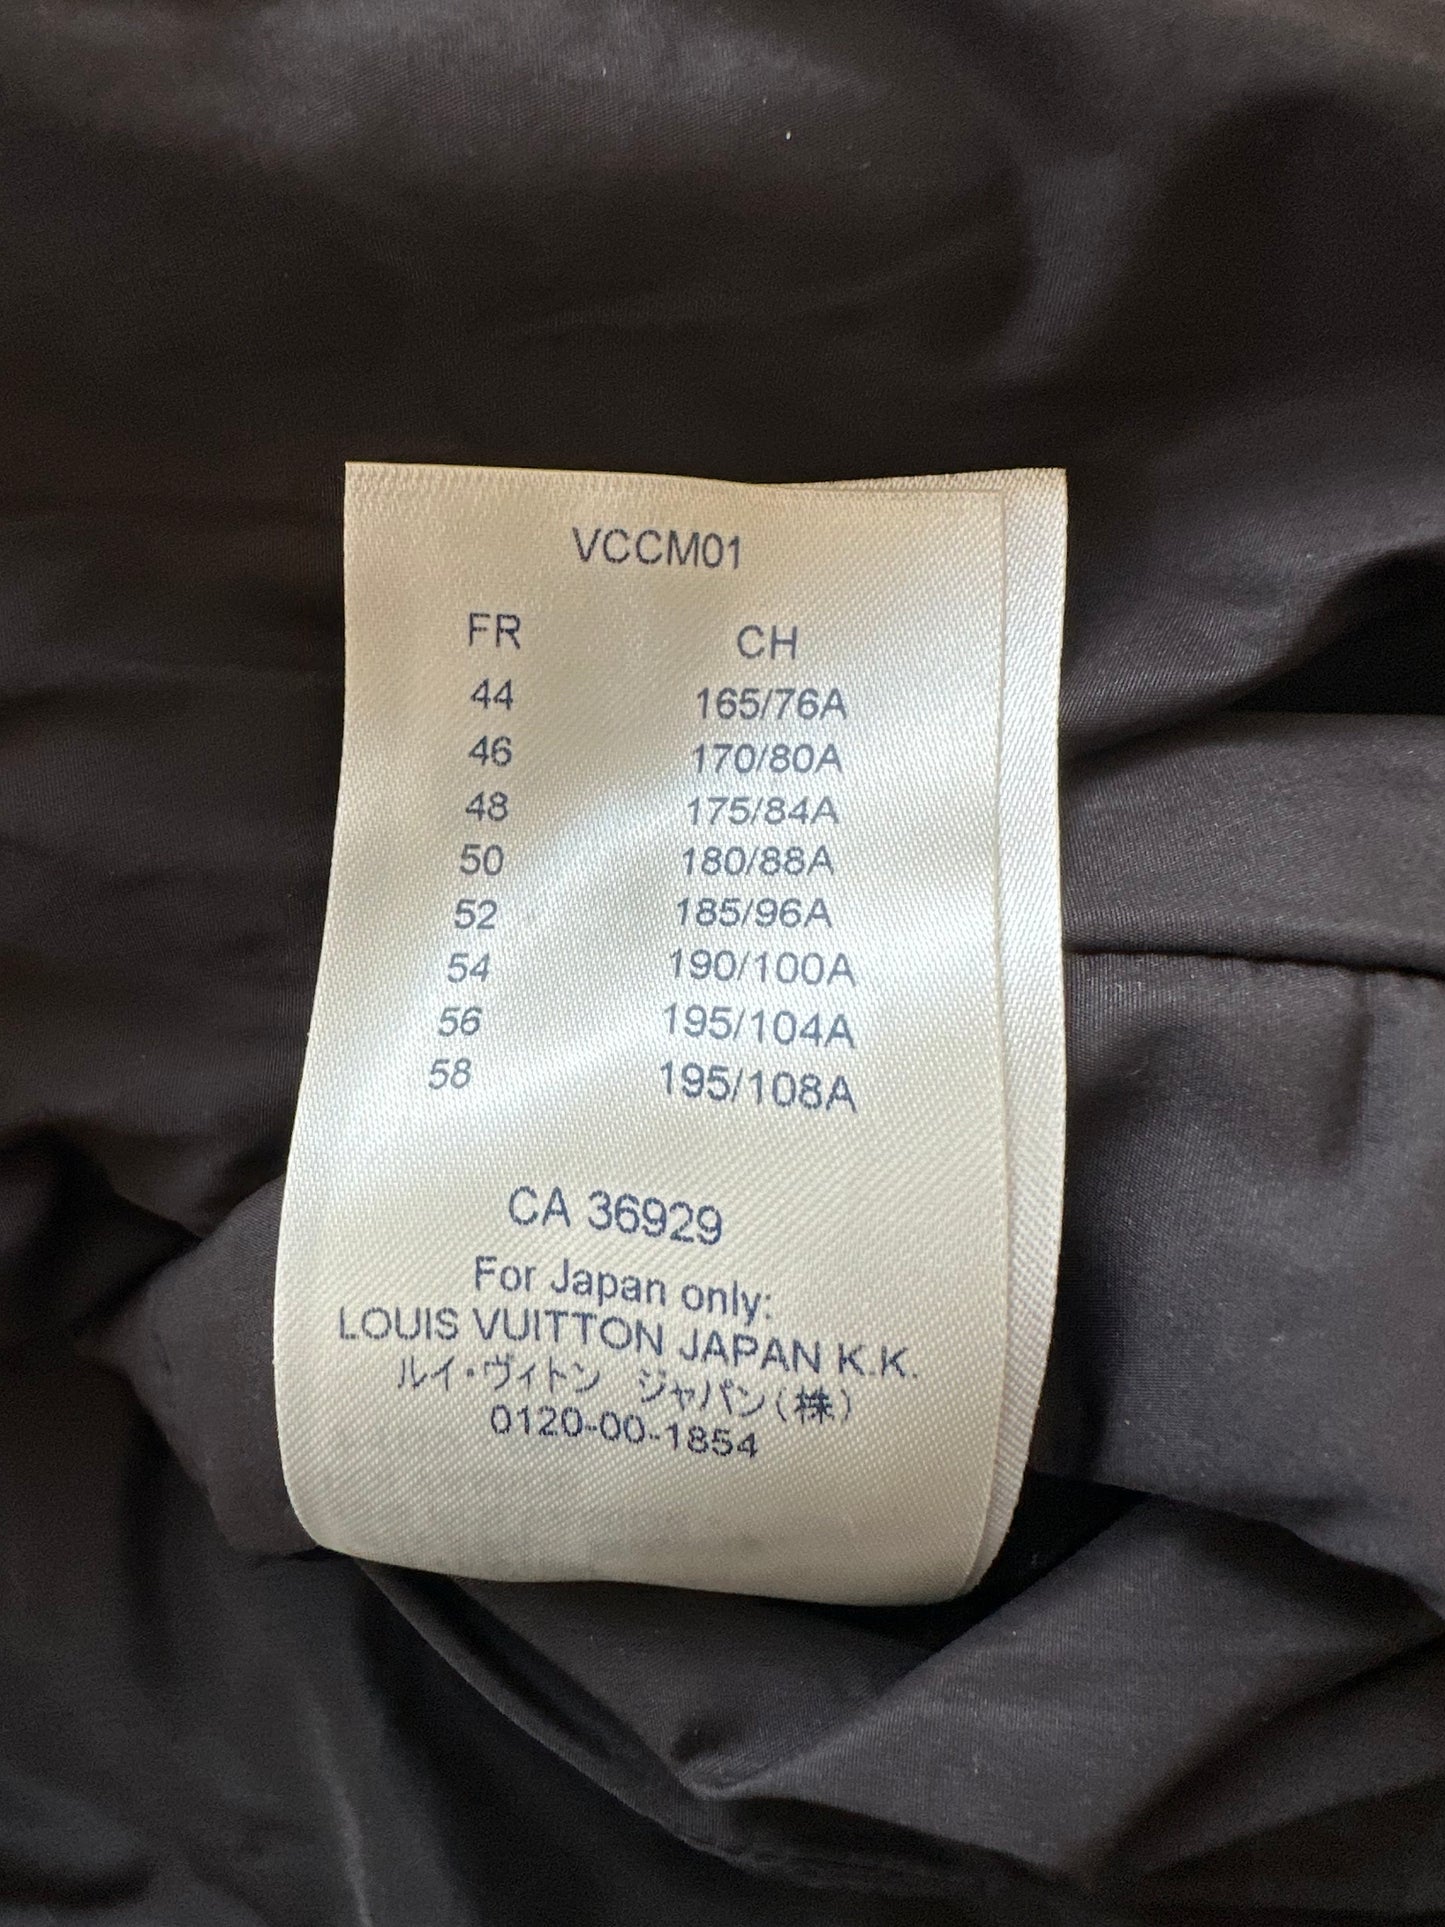 VCCM01
FR CH
44 165/76A
46 170/80A
48 175/84A
50 180/88A
52 185/96A
54 190/100A
56 195/104A
58 195/108A
CA 36929
For Japan only:
LOUIS VUITTON JAPAN K.K.
ルイ・ヴィトン ジャパン(株)
0120-00-1854